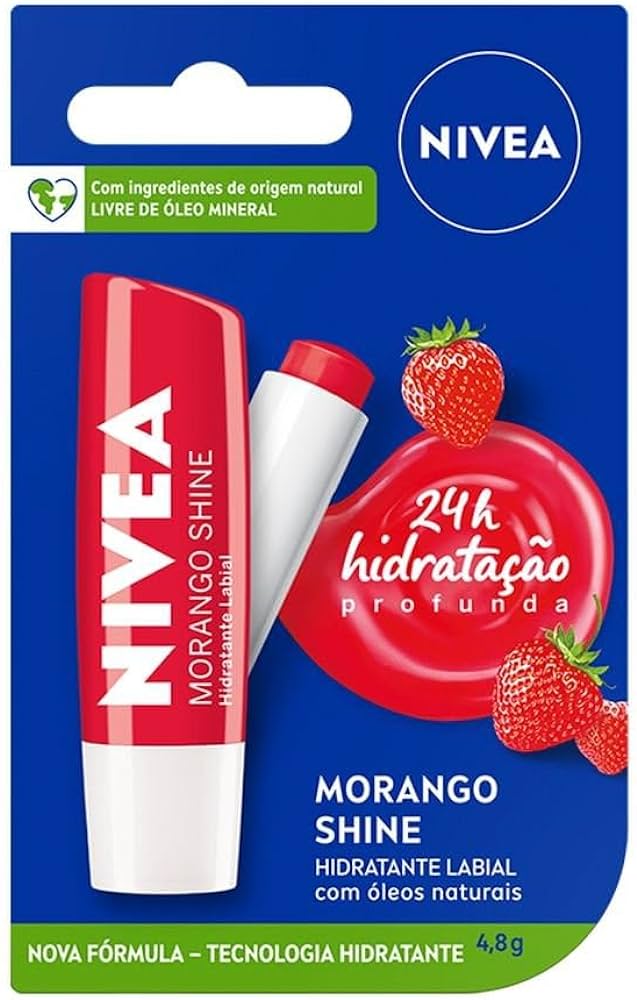 NIVEA
Com ingredientes de origem natural
LIVRE DE ÓLEO MINERAL
NIVEA
MORANGO SHINE
Hidratante Labial
24h
hidratação
profunda
MORANGO
SHINE
HIDRATANTE LABIAL
com óleos naturais
NOVA FÓRMULA – TECNOLOGIA HIDRATANTE 4,8g